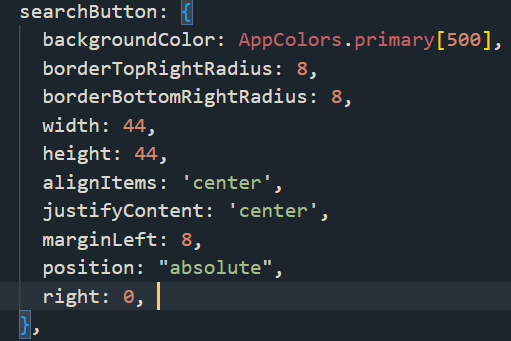 searchButton: {
backgroundColor: AppColors.primary[500],
borderTopRightRadius: 8,
borderBottomRightRadius: 8,
width: 44,
height: 44,
alignItems: 'center',
justifyContent: 'center',
marginLeft: 8,
position: "absolute",
right: 0,
},